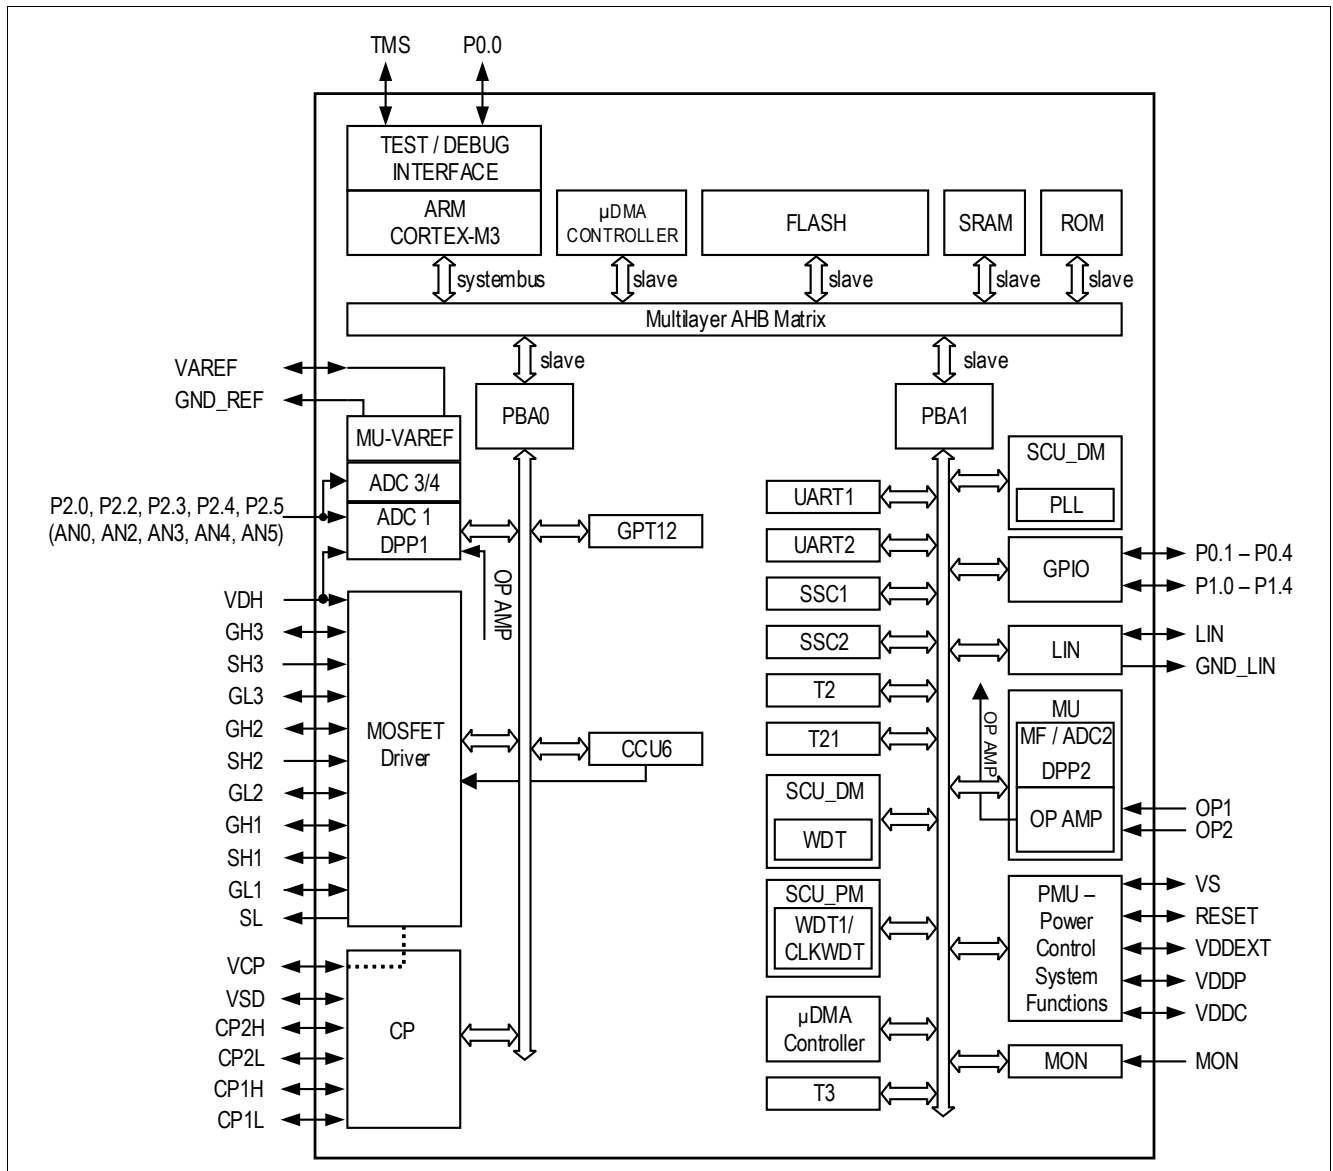 TMS P0.0
TEST / DEBUG
INTERFACE
ARM
CORTEX-M3
µDMA
CONTROLLER
FLASH
SRAM
ROM
systembus
slave
slave
slave
slave
Multilayer AHB Matrix
slave
slave
VAREF
GND_REF
PBA0
PBA1
MU-VAREF
ADC 3/4
ADC 1
DPP1
P2.0, P2.2, P2.3, P2.4, P2.5
(AN0, AN2, AN3, AN4, AN5)
GPT12
OP AMP
VDH
GH3
SH3
GL3
GH2
SH2
GL2
GH1
SH1
GL1
SL
MOSFET
Driver
CCU6
VCP
VSD
CP2H
CP2L
CP1H
CP1L
CP
UART1
UART2
SSC1
SSC2
T2
T21
SCU_DM
WDT
SCU_PM
WDT1/
CLKWDT
µDMA
Controller
T3
SCU_DM
PLL
GPIO
P0.1 – P0.4
P1.0 – P1.4
LIN
LIN
GND_LIN
OP AMP
MU
MF / ADC2
DPP2
OP AMP
OP1
OP2
PMU –
Power
Control
System
Functions
VS
RESET
VDDEXT
VDDP
VDDC
MON
MON